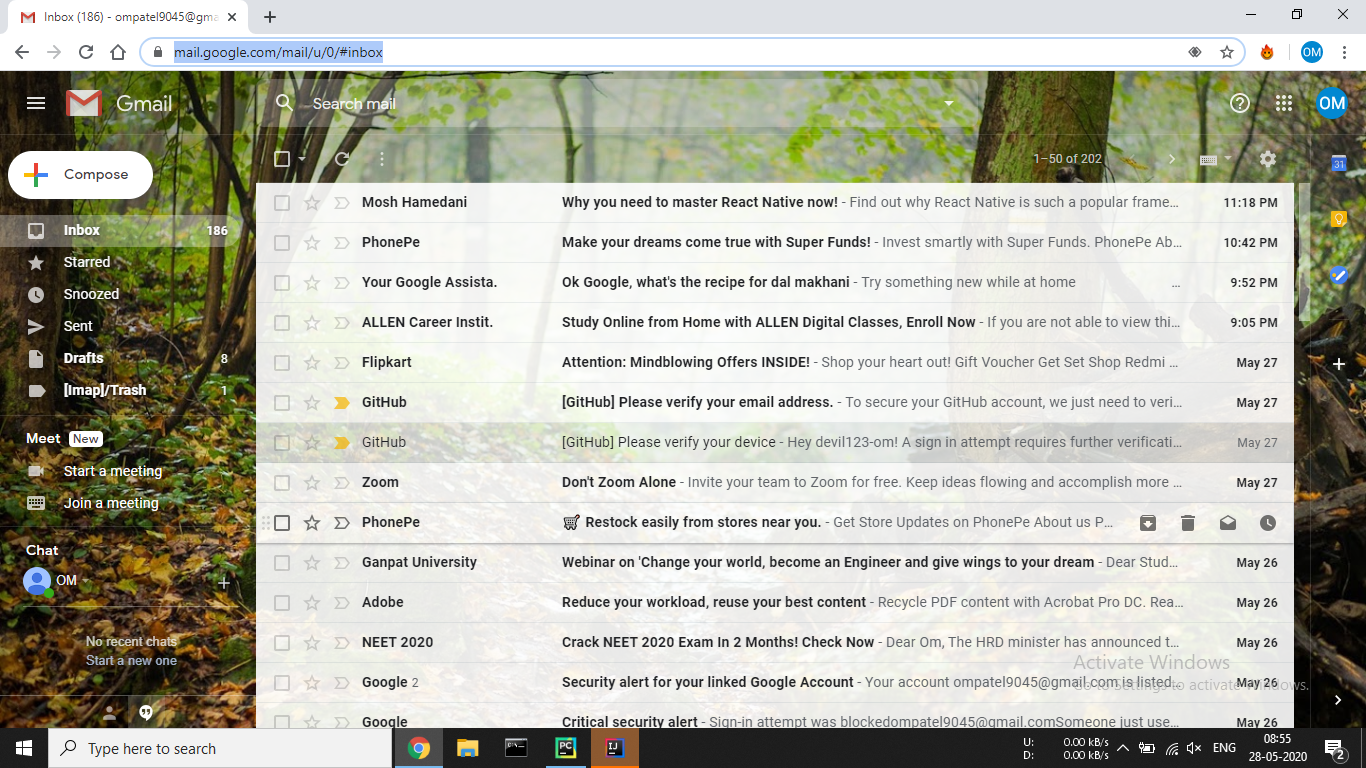 Inbox (186) - ompatel9045@gma
mail.google.com/mail/u/0/#inbox
OM
Gmail
Search mail
OM
Compose
1–50 of 202
31
Inbox 186
Starred
Snoozed
Sent
Drafts 8
[Imap]/Trash 1
Meet New
Start a meeting
Join a meeting
Chat
OM
No recent chats
Start a new one
Mosh Hamedani Why you need to master React Native now! - Find out why React Native is such a popular frame... 11:18 PM
PhonePe Make your dreams come true with Super Funds! - Invest smartly with Super Funds. PhonePe Ab... 10:42 PM
Your Google Assista. Ok Google, what's the recipe for dal makhani - Try something new while at home ... 9:52 PM
ALLEN Career Instit. Study Online from Home with ALLEN Digital Classes, Enroll Now - If you are not able to view thi... 9:05 PM
Flipkart Attention: Mindblowing Offers INSIDE! - Shop your heart out! Gift Voucher Get Set Shop Redmi ... May 27
GitHub [GitHub] Please verify your email address. - To secure your GitHub account, we just need to veri... May 27
GitHub [GitHub] Please verify your device - Hey devil123-om! A sign in attempt requires further verificati... May 27
Zoom Don't Zoom Alone - Invite your team to Zoom for free. Keep ideas flowing and accomplish more ... May 27
PhonePe 🛒 Restock easily from stores near you. - Get Store Updates on PhonePe About us P...
Ganpat University Webinar on 'Change your world, become an Engineer and give wings to your dream - Dear Stud... May 26
Adobe Reduce your workload, reuse your best content - Recycle PDF content with Acrobat Pro DC. Rea... May 26
NEET 2020 Crack NEET 2020 Exam In 2 Months! Check Now - Dear Om, The HRD minister has announced t... May 26
Google 2 Security alert for your linked Google Account - Your account ompatel9045@gmail.com is listed... May 26
Google Critical security alert - Sign-in attempt was blockedompatel9045@gmail.comSomeone just use... May 26
Activate Windows
Go to Settings to activate Windows.
Type here to search
PC
IJ
U: 0.00 kB/s
D: 0.00 kB/s
ENG
08:55
28-05-2020
2